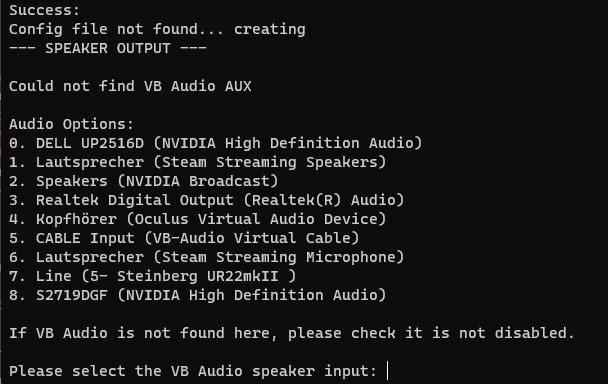 Success:
Config file not found... creating
--- SPEAKER OUTPUT ---
Could not find VB Audio AUX
Audio Options:
0. DELL UP2516D (NVIDIA High Definition Audio)
1. Lautsprecher (Steam Streaming Speakers)
2. Speakers (NVIDIA Broadcast)
3. Realtek Digital Output (Realtek(R) Audio)
4. Kopfhörer (Oculus Virtual Audio Device)
5. CABLE Input (VB-Audio Virtual Cable)
6. Lautsprecher (Steam Streaming Microphone)
7. Line (5- Steinberg UR22mkII )
8. S2719DGF (NVIDIA High Definition Audio)
If VB Audio is not found here, please check it is not disabled.
Please select the VB Audio speaker input: